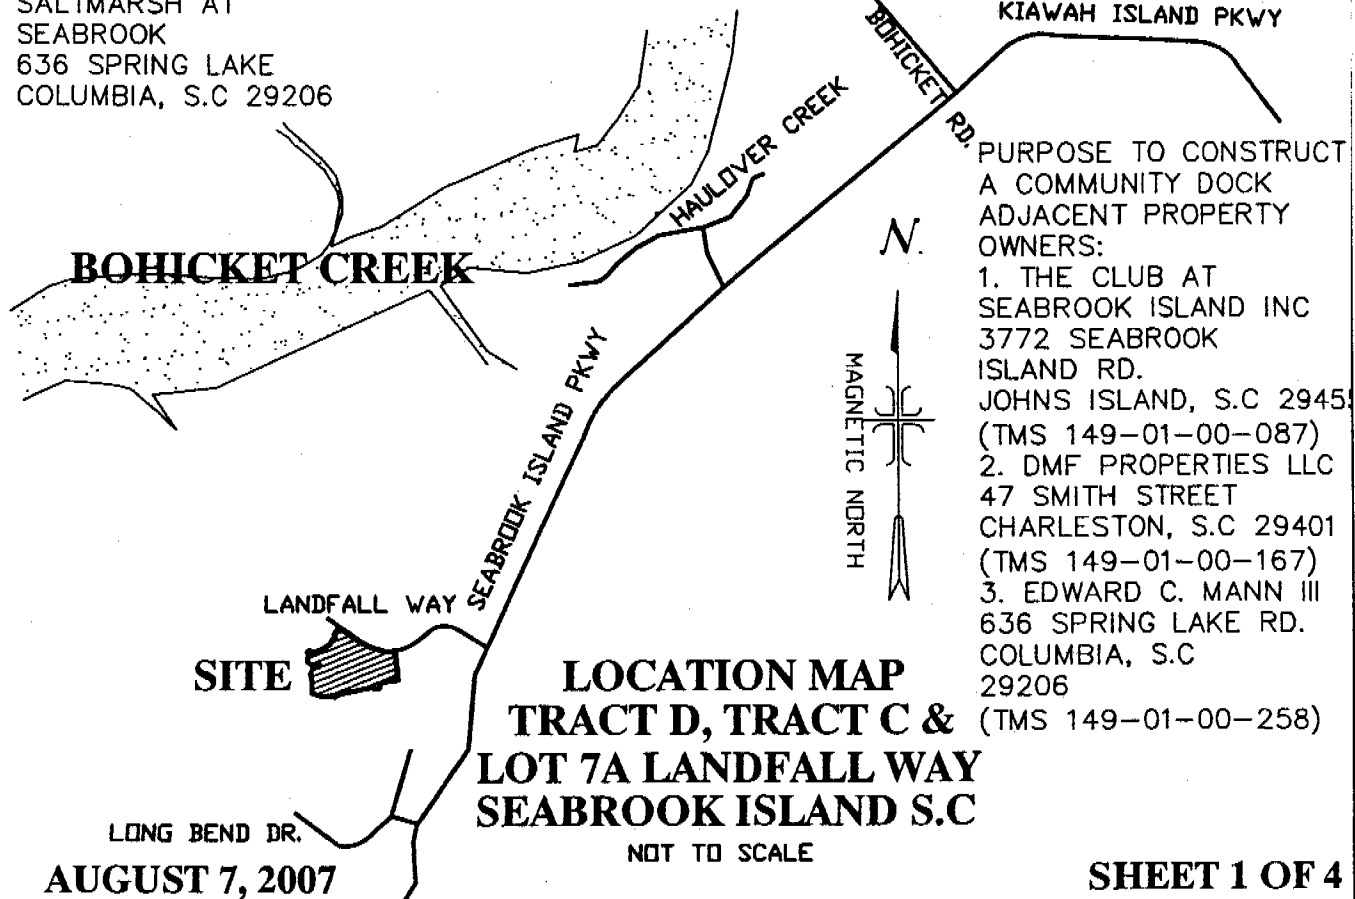 SALTMARSH AT
SEABROOK
636 SPRING LAKE
COLUMBIA, S.C 29206
KIAWAH ISLAND PKWY
BOHICKET RD.
HAULOVER CREEK
BOHICKET CREEK
SEABROOK ISLAND PKWY
N.
MAGNETIC NORTH
PURPOSE TO CONSTRUCT
A COMMUNITY DOCK
ADJACENT PROPERTY
OWNERS:
1. THE CLUB AT
SEABROOK ISLAND INC
3772 SEABROOK
ISLAND RD.
JOHNS ISLAND, S.C 2945
(TMS 149-01-00-087)
2. DMF PROPERTIES LLC
47 SMITH STREET
CHARLESTON, S.C 29401
(TMS 149-01-00-167)
3. EDWARD C. MANN III
636 SPRING LAKE RD.
COLUMBIA, S.C
29206
(TMS 149-01-00-258)
LANDFALL WAY
SITE
LOCATION MAP
TRACT D, TRACT C &
LOT 7A LANDFALL WAY
SEABROOK ISLAND S.C
NOT TO SCALE
LONG BEND DR.
AUGUST 7, 2007
SHEET 1 OF 4